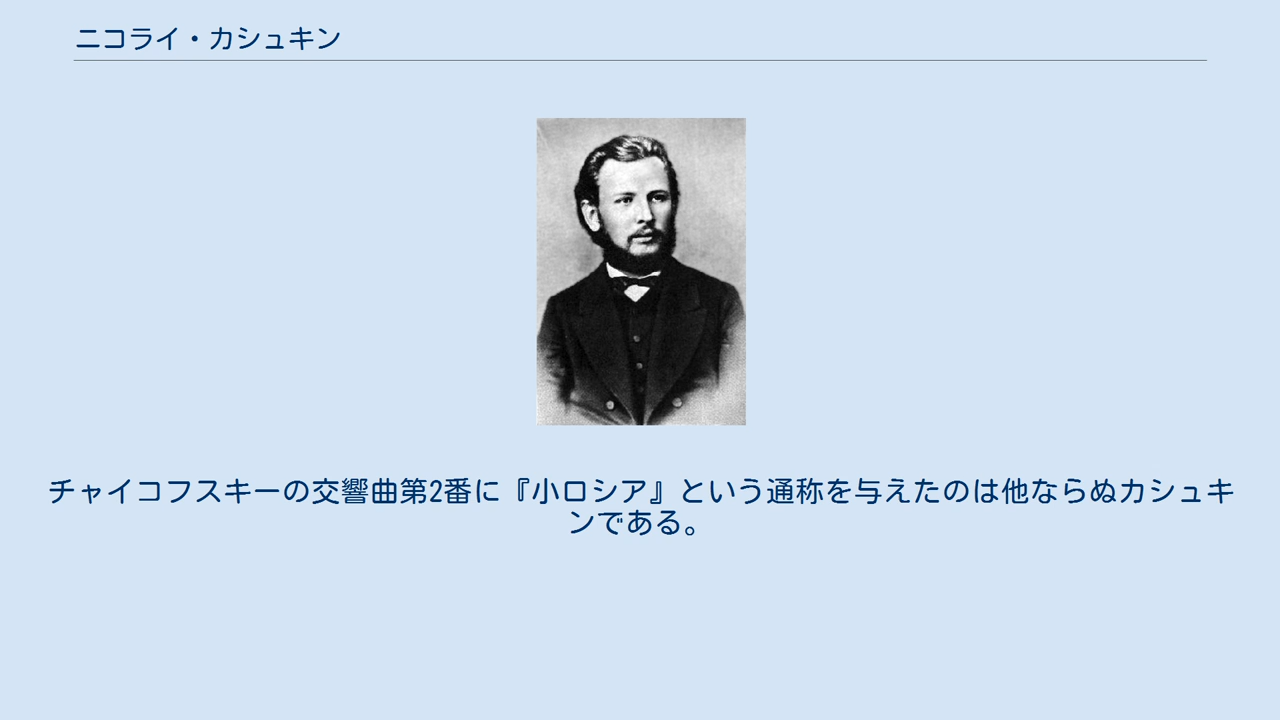 ニコライ・カシュキン
チャイコフスキーの交響曲第2番に『小ロシア』という通称を与えたのは他ならぬカシュキ
ンである。